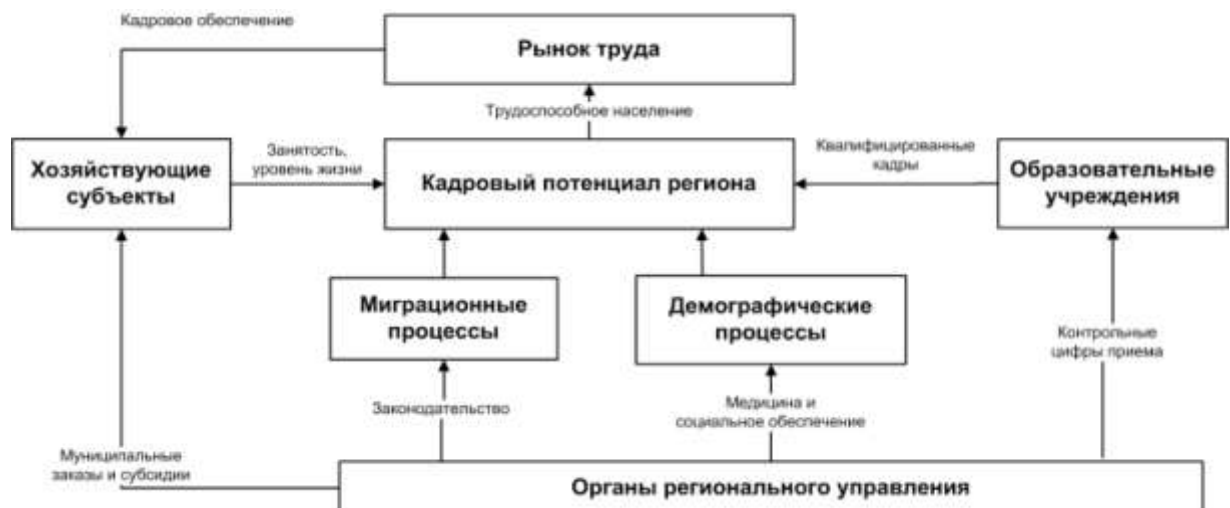 Кадровое обеспечение
Рынок труда
Трудоспособное население
Хозяйствующие
субъекты
Занятость,
уровень жизни
Кадровый потенциал региона
Квалифицированные
кадры
Образовательные
учреждения
Миграционные
процессы
Демографические
процессы
Контрольные
цифры приема
Законодательство
Медицина и
социальное обеспечение
Муниципальные
заказы и субсидии
Органы регионального управления